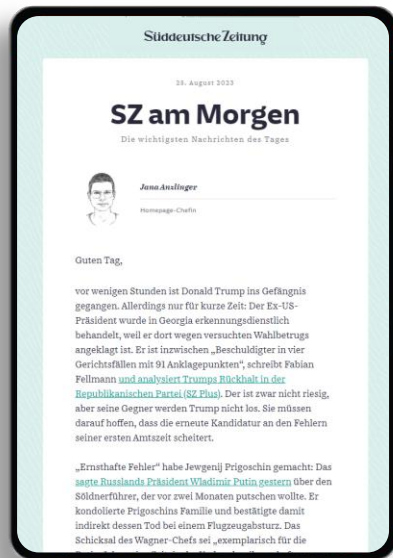 Süddeutsche Zeitung
25. August 2023
SZ am Morgen
Die wichtigsten Nachrichten des Tages
Jana Anzlinger
Homepage-Chefin
Guten Tag,
vor wenigen Stunden ist Donald Trump ins Gefängnis
gegangen. Allerdings nur für kurze Zeit: Der Ex-US-
Präsident wurde in Georgia erkennungsdienstlich
behandelt, weil er dort wegen versuchten Wahlbetrugs
angeklagt ist. Er ist inzwischen „Beschuldigter in vier
Gerichtsfällen mit 91 Anklagepunkten“, schreibt Fabian
Fellmann und analysiert Trumps Rückhalt in der
Republikanischen Partei (SZ Plus). Der ist zwar nicht riesig,
aber seine Gegner werden Trump nicht los. Sie müssen
darauf hoffen, dass die erneute Kandidatur an den Fehlern
seiner ersten Amtszeit scheitert.
„Ernsthafte Fehler“ habe Jewgenij Prigoschin gemacht: Das
sagte Russlands Präsident Wladimir Putin gestern über den
Söldnerführer, der vor zwei Monaten putschen wollte. Er
kondolierte Prigoschins Familie und bestätigte damit
indirekt dessen Tod bei einem Flugzeugabsturz. Das
Schicksal des Wagner-Chefs sei „exemplarisch für die